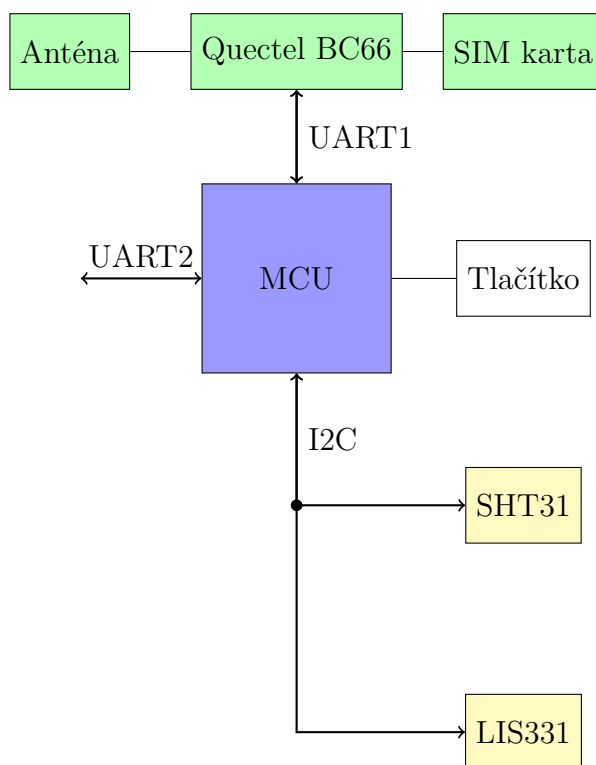 Anténa
Quectel BC66
SIM karta
UART1
UART2
MCU
Tlačítko
I2C
SHT31
LIS331